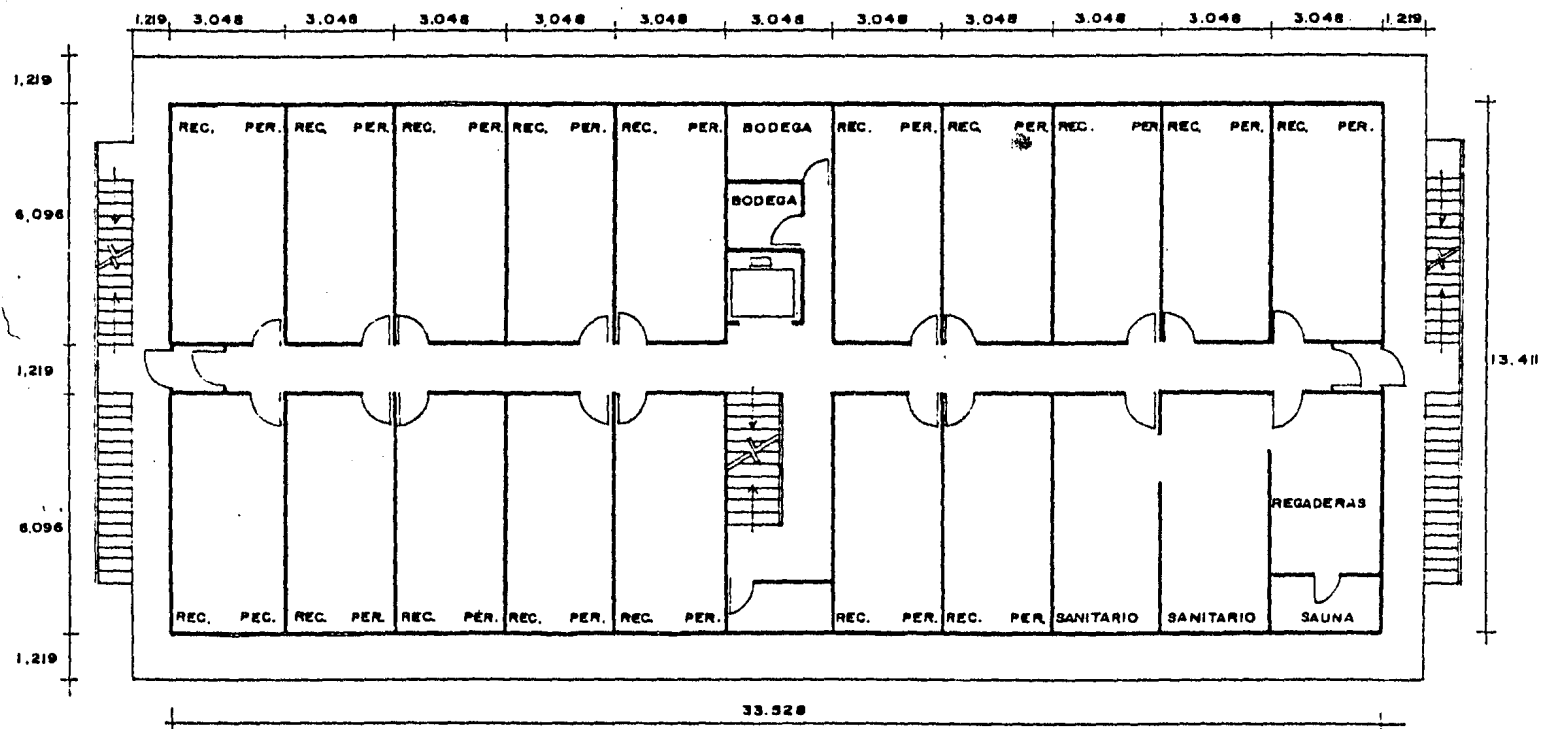 1.219 3.048 3.048 3.048 3.048 3.048 3.048 3.048 3.048 3.048 3.048 3.048 1.219
1.219
REC. PER. REC. PER. REC. PER. REC. PER. REC. PER. BODEGA REC. PER. REC. PER. REC. PER. REC. PER. REC. PER.
BODEGA
6,096
1,219
13.411
REGADERAS
6,096
REC. PEC. REC. PER. REC. PER. REC. PER. REC. PER. REC. PER. REC. PER. SANITARIO SANITARIO SAUNA
1,219
33.528